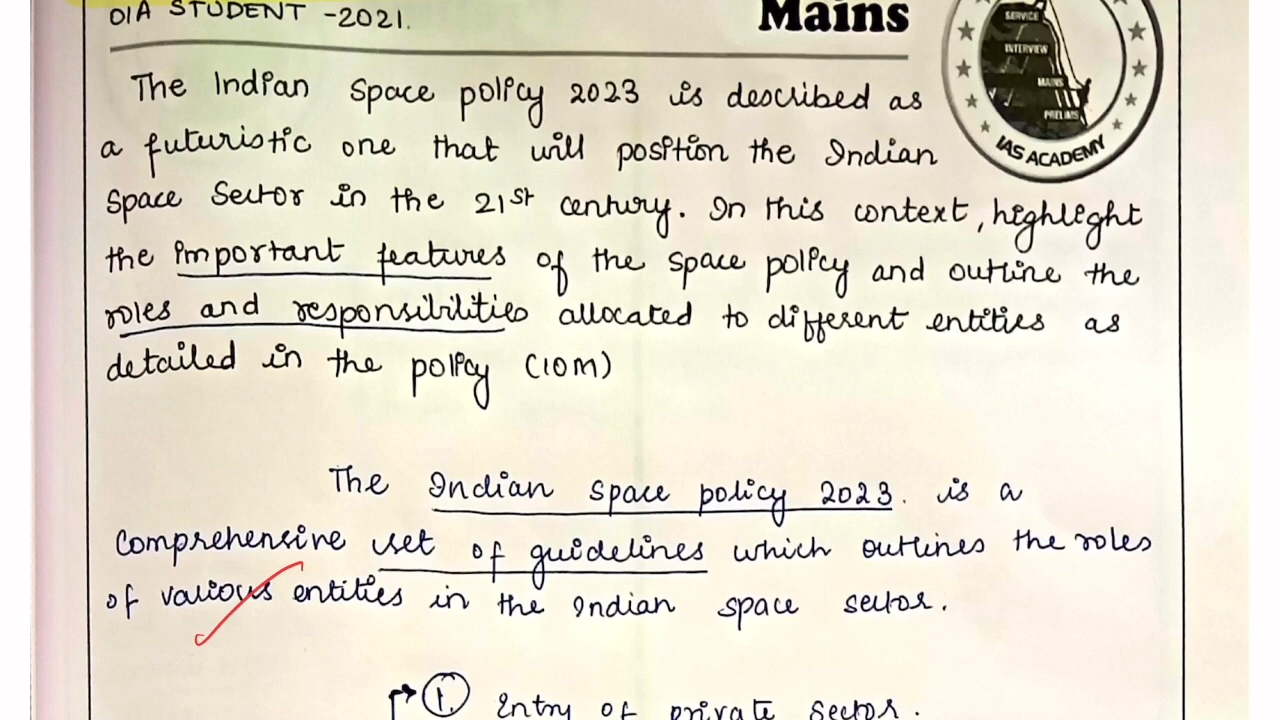 OIA STUDENT -2021.
Mains
SERVICE
INTERVIEW
MAINS
PRELIMS
IAS ACADEMY
The Indian Space policy 2023 is described as
a futuristic one that will position the Indian
Space Sector in the 21st century. In this context, highlight
the important features of the space policy and outline the
roles and responsibilities allocated to different entities as
detailed in the policy (10M)
The Indian space policy 2023. is a
Comprehensive set of guidelines which outlines the roles
of various entities in the Indian space sector.
1. Entry of private sector.